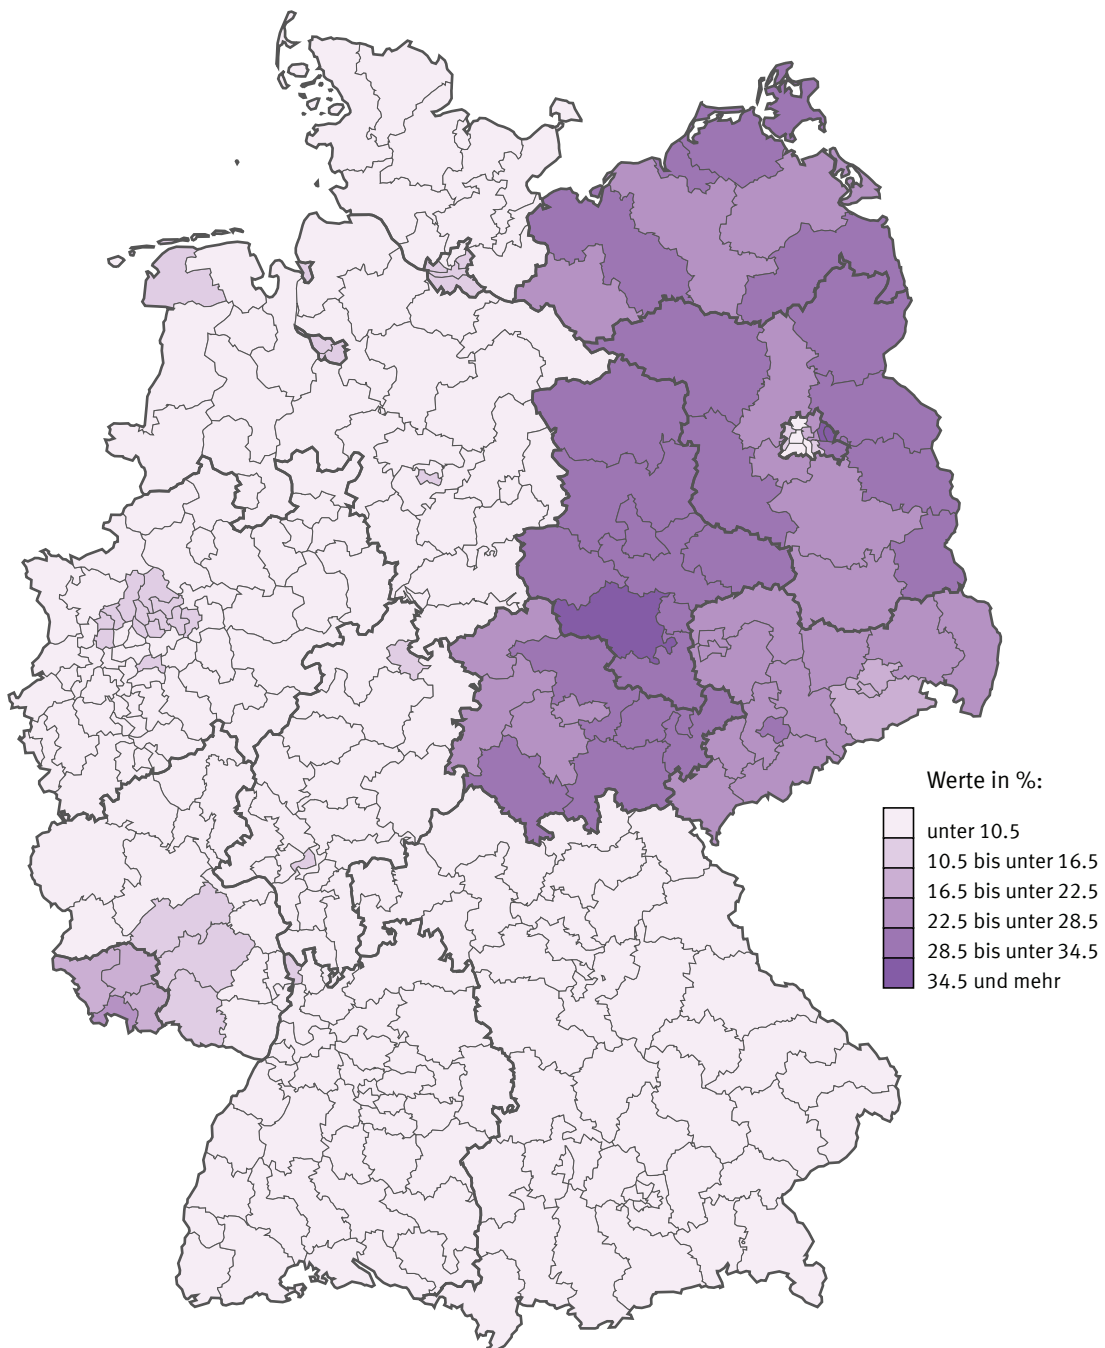 Werte in %:
unter 10.5
10.5 bis unter 16.5
16.5 bis unter 22.5
22.5 bis unter 28.5
28.5 bis unter 34.5
34.5 und mehr